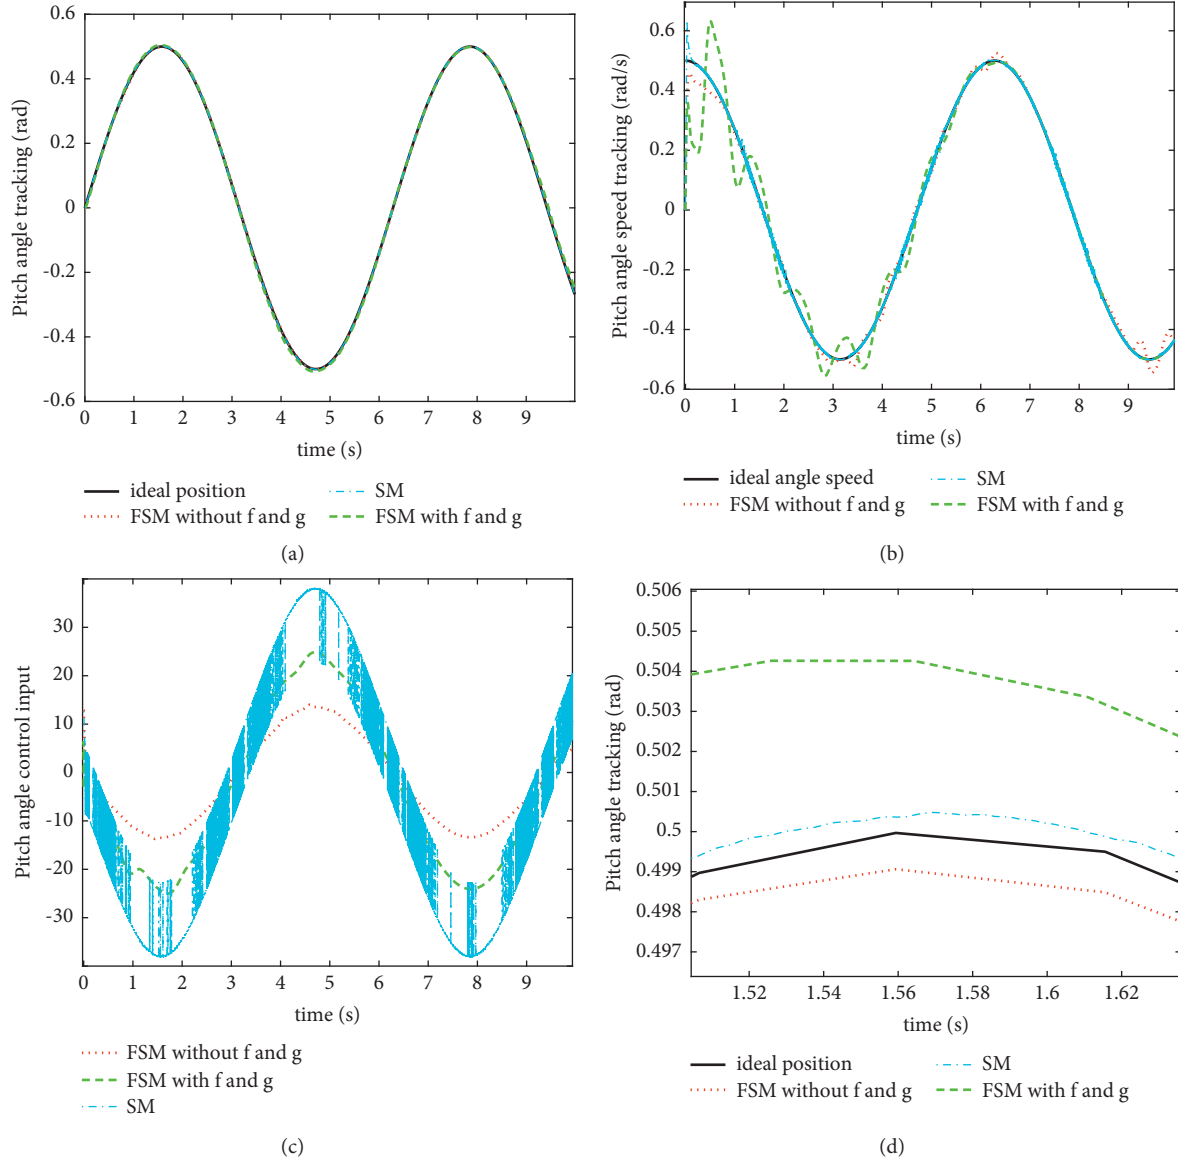 0.6
0.4
0.2
0
-0.2
-0.4
-0.6
Pitch angle tracking (rad)
0 1 2 3 4 5 6 7 8 9
time (s)
ideal position
SM
FSM without f and g
FSM with f and g
(a)
0.6
0.4
0.2
0
-0.2
-0.4
-0.6
Pitch angle speed tracking (rad/s)
0 1 2 3 4 5 6 7 8 9
time (s)
ideal angle speed
SM
FSM without f and g
FSM with f and g
(b)
30
20
10
0
-10
-20
-30
Pitch angle control input
0 1 2 3 4 5 6 7 8 9
time (s)
FSM without f and g
FSM with f and g
SM
(c)
0.506
0.504
0.503
0.502
0.501
0.5
0.499
0.498
0.497
Pitch angle tracking (rad)
1.52 1.54 1.56 1.58 1.6 1.62
time (s)
ideal position
SM
FSM without f and g
FSM with f and g
(d)